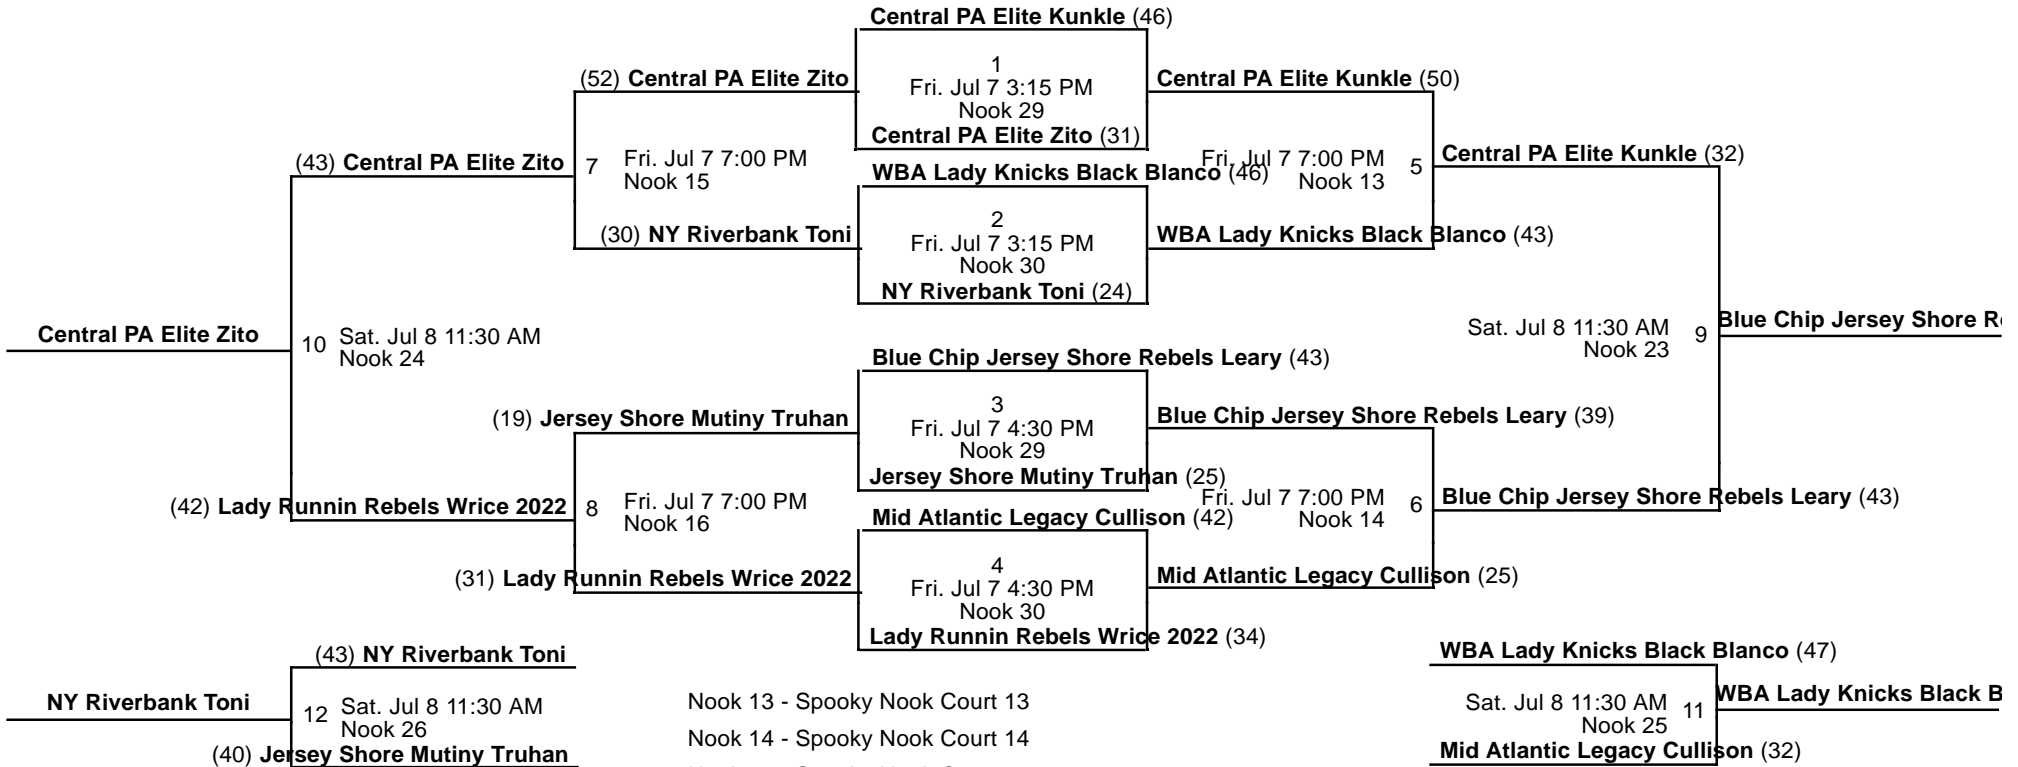 Central PA Elite Kunkle (46)
1
Fri. Jul 7 3:15 PM
Nook 29
Central PA Elite Zito (31)
(52) Central PA Elite Zito
Central PA Elite Kunkle (50)
7 Fri. Jul 7 7:00 PM
Nook 15
Fri. Jul 7 7:00 PM 5
Nook 13
(43) Central PA Elite Zito
Central PA Elite Kunkle (32)
WBA Lady Knicks Black Blanco (46)
2
Fri. Jul 7 3:15 PM
Nook 30
NY Riverbank Toni (24)
(30) NY Riverbank Toni
WBA Lady Knicks Black Blanco (43)
Central PA Elite Zito
10 Sat. Jul 8 11:30 AM
Nook 24
Sat. Jul 8 11:30 AM 9
Nook 23
Blue Chip Jersey Shore
Blue Chip Jersey Shore Rebels Leary (43)
3
Fri. Jul 7 4:30 PM
Nook 29
Jersey Shore Mutiny Truhan (25)
(19) Jersey Shore Mutiny Truhan
Blue Chip Jersey Shore Rebels Leary (39)
(42) Lady Runnin Rebels Wrice 2022
8 Fri. Jul 7 7:00 PM
Nook 16
Fri. Jul 7 7:00 PM 6
Nook 14
Blue Chip Jersey Shore Rebels Leary (43)
Mid Atlantic Legacy Cullison (42)
4
Fri. Jul 7 4:30 PM
Nook 30
Lady Runnin Rebels Wrice 2022 (34)
(31) Lady Runnin Rebels Wrice 2022
Mid Atlantic Legacy Cullison (25)
(43) NY Riverbank Toni
NY Riverbank Toni
12 Sat. Jul 8 11:30 AM
Nook 26
(40) Jersey Shore Mutiny Truhan
Nook 13 - Spooky Nook Court 13
Nook 14 - Spooky Nook Court 14
WBA Lady Knicks Black Blanco (47)
Sat. Jul 8 11:30 AM 11
Nook 25
WBA Lady Knicks Black B
Mid Atlantic Legacy Cullison (32)